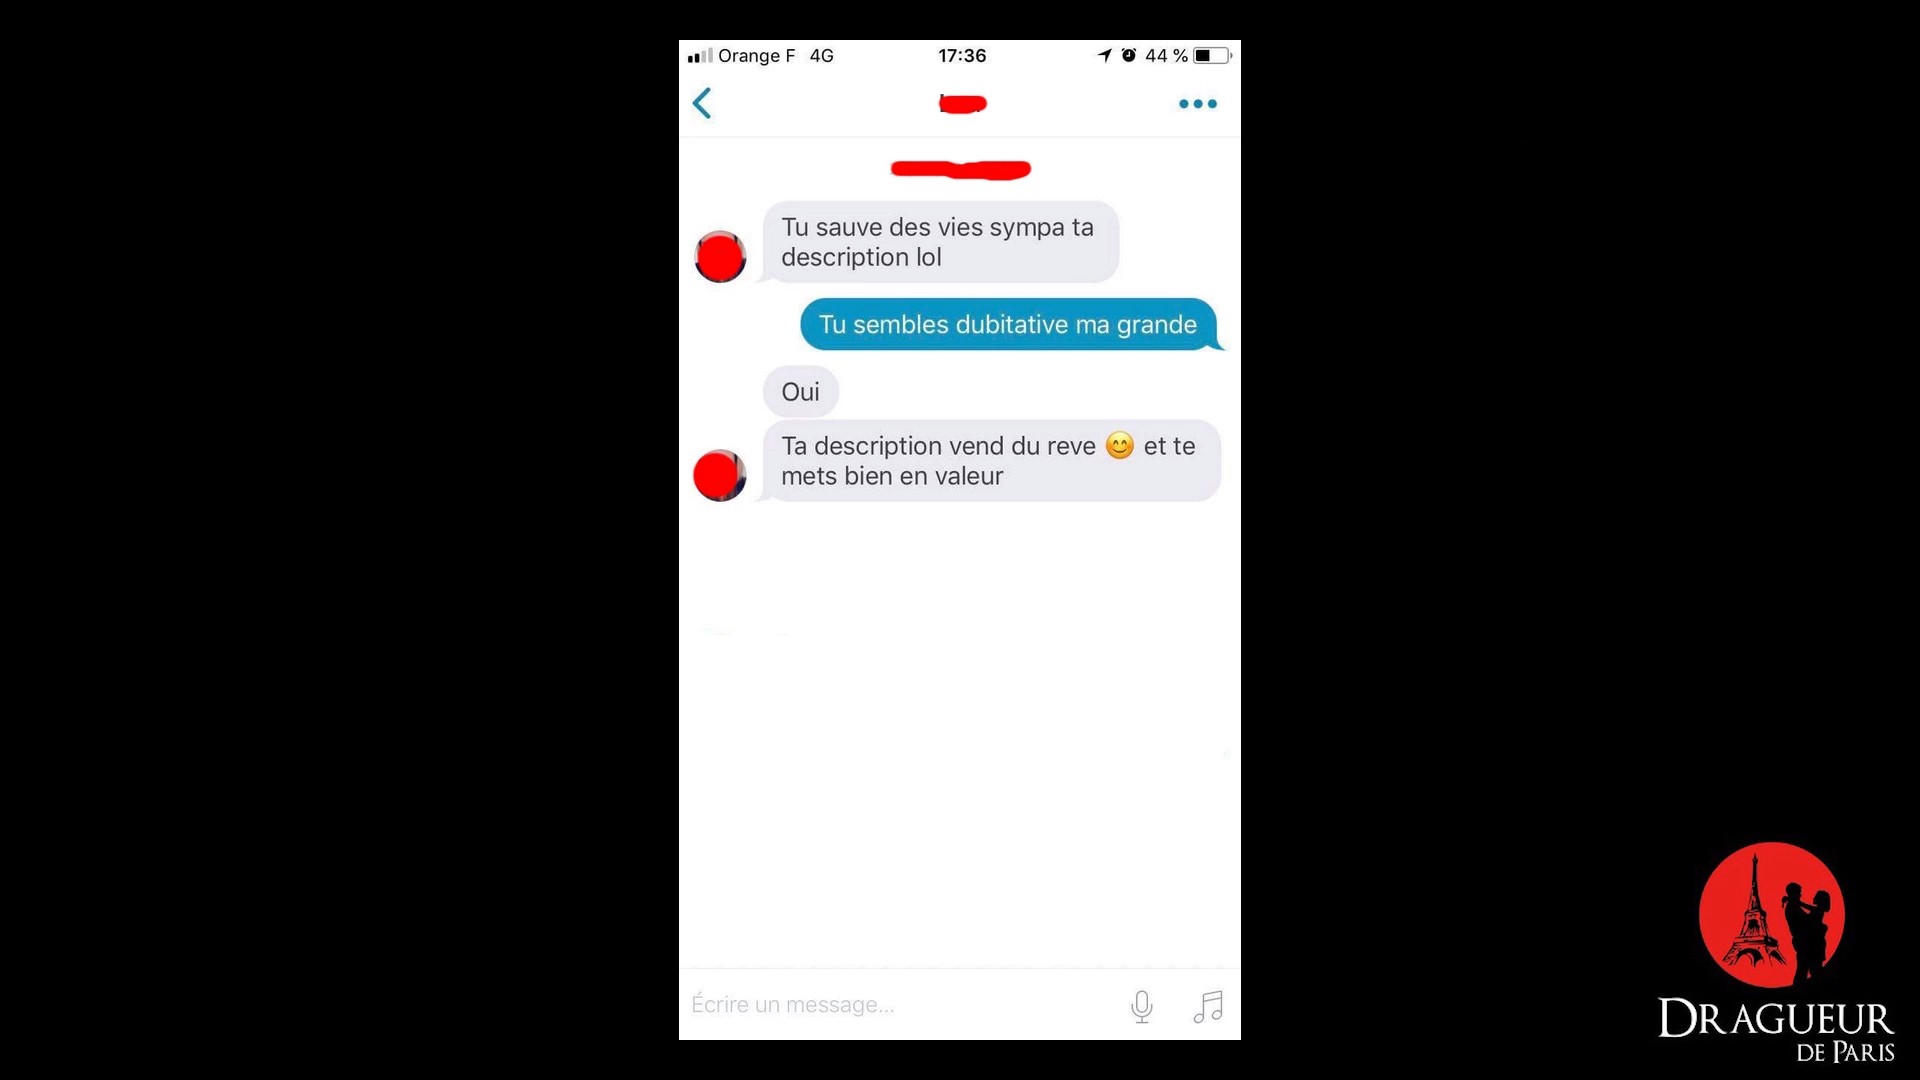 Orange F 4G 17:36 44 %
Tu sauve des vies sympa ta
description lol
Tu sembles dubitative ma grande
Oui
Ta description vend du reve 😊 et te
mets bien en valeur
Écrire un message...
DRAGUEUR
DE PARIS